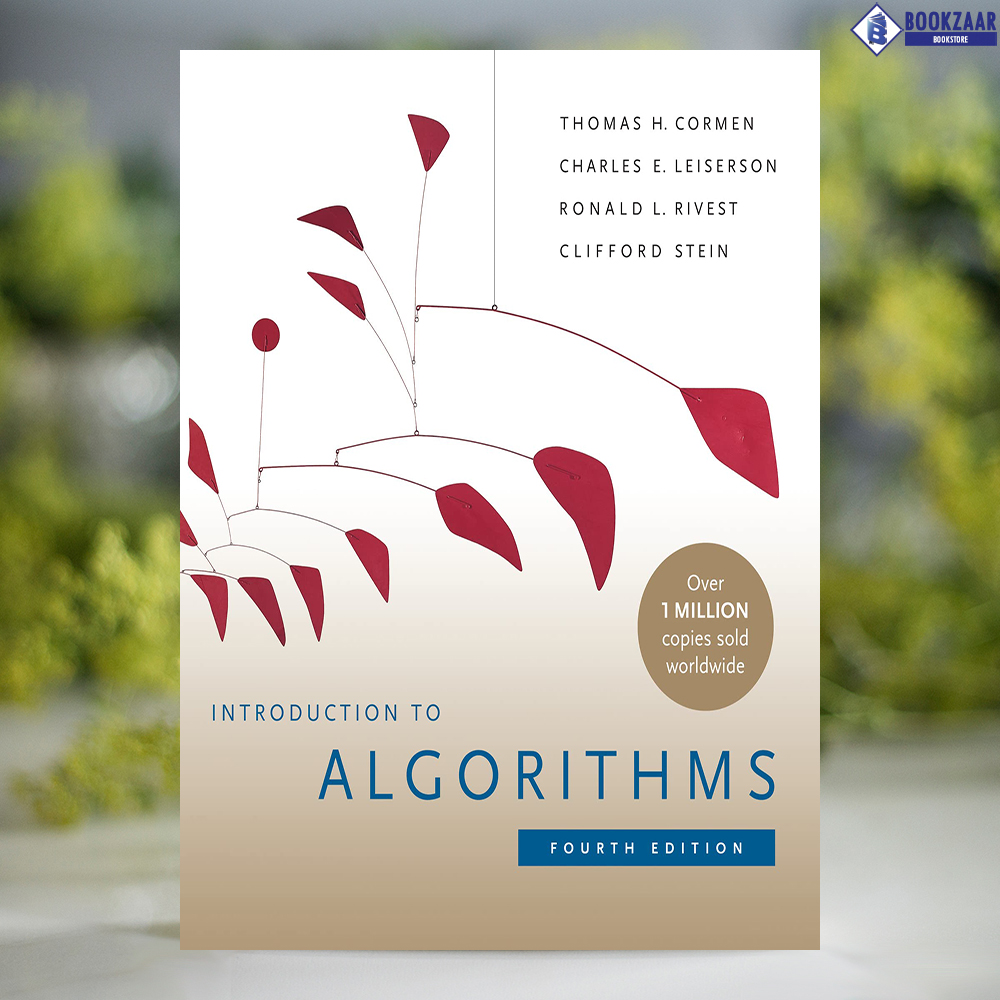 BOOKZAAR
BOOKSTORE
THOMAS H. CORMEN
CHARLES E. LEISERSON
RONALD L. RIVEST
CLIFFORD STEIN
Over
1 MILLION
copies sold
worldwide
INTRODUCTION TO
ALGORITHMS
FOURTH EDITION